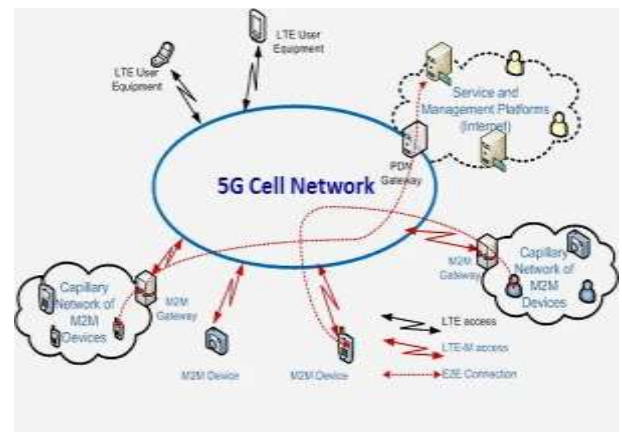 LTE User
Equipment
LTE User
Equipment
Service and
Management Platforms
(Internet)
PDN
Gateway
5G Cell Network
M2M
Gateway
Capillary
Network of
M2M
Devices
Capillary
Network of
M2M
Devices
M2M
Gateway
M2M Device
M2M Device
LTE access
LTE-M access
E2E Connection